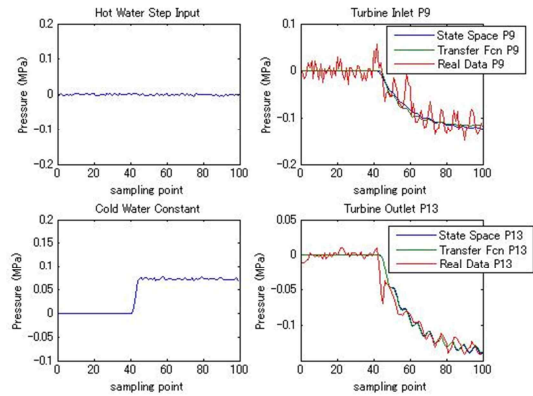 Hot Water Step Input
Pressure (MPa)
0.2
0.1
0
-0.1
-0.2
0 20 40 60 80 100
sampling point
Turbine Inlet P9
Pressure (MPa)
0.1
0
-0.1
-0.2
State Space P9
Transfer Fcn P9
Real Data P9
0 20 40 60 80 100
sampling point
Cold Water Constant
Pressure (MPa)
0.2
0.15
0.1
0.05
0
-0.05
-0.1
0 20 40 60 80 100
sampling point
Turbine Outlet P13
Pressure (MPa)
0.05
0
-0.05
-0.1
State Space P13
Transfer Fcn P13
Real Data P13
0 20 40 60 80 100
sampling point